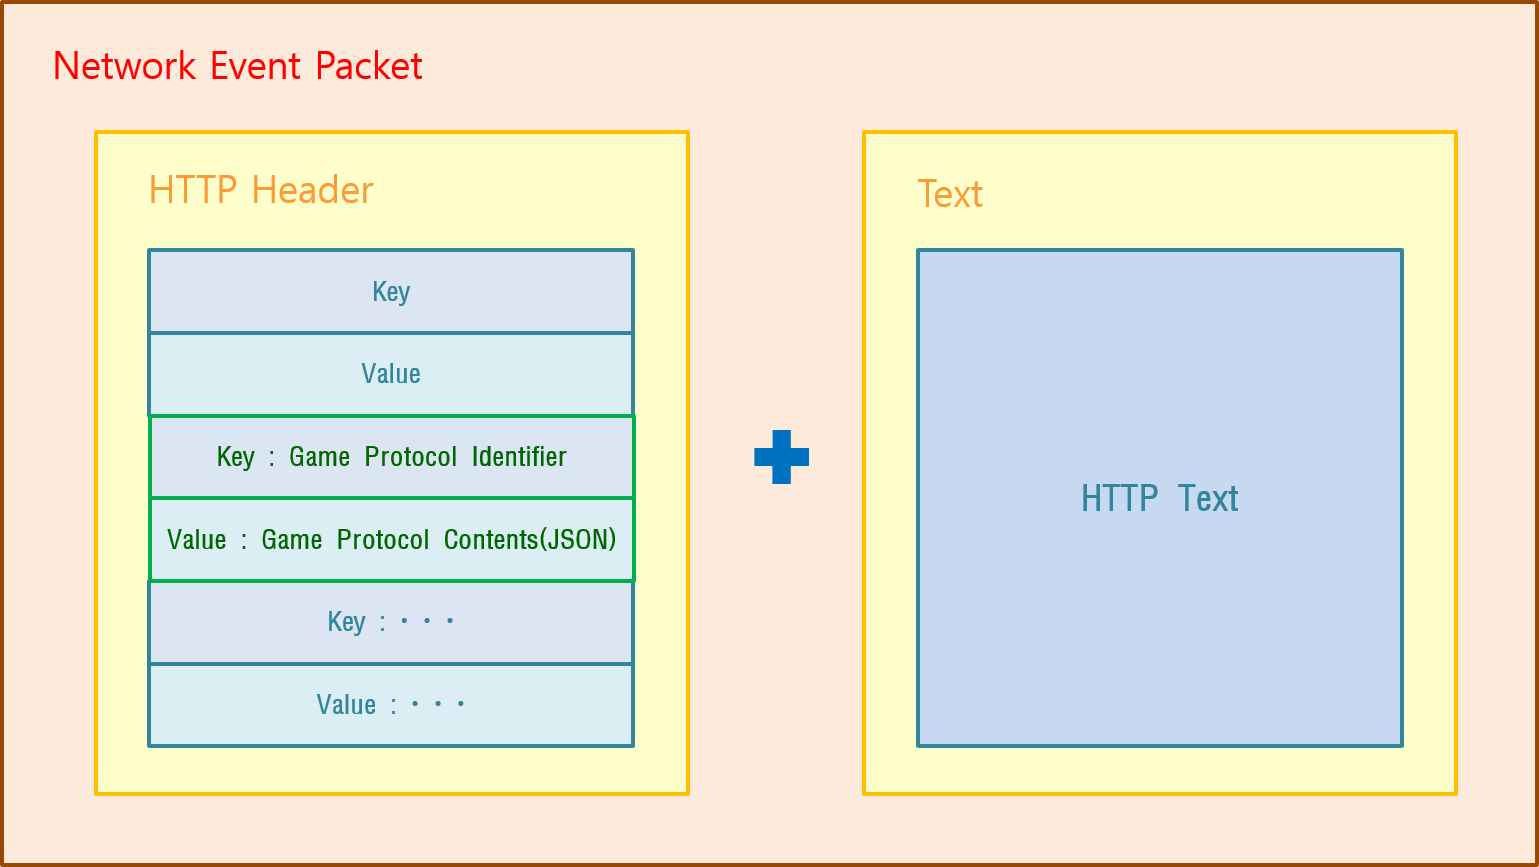 Network Event Packet
HTTP Header
Key
Value
Key : Game Protocol Identifier
Value : Game Protocol Contents(JSON)
Key : · · ·
Value : · · ·
Text
HTTP Text